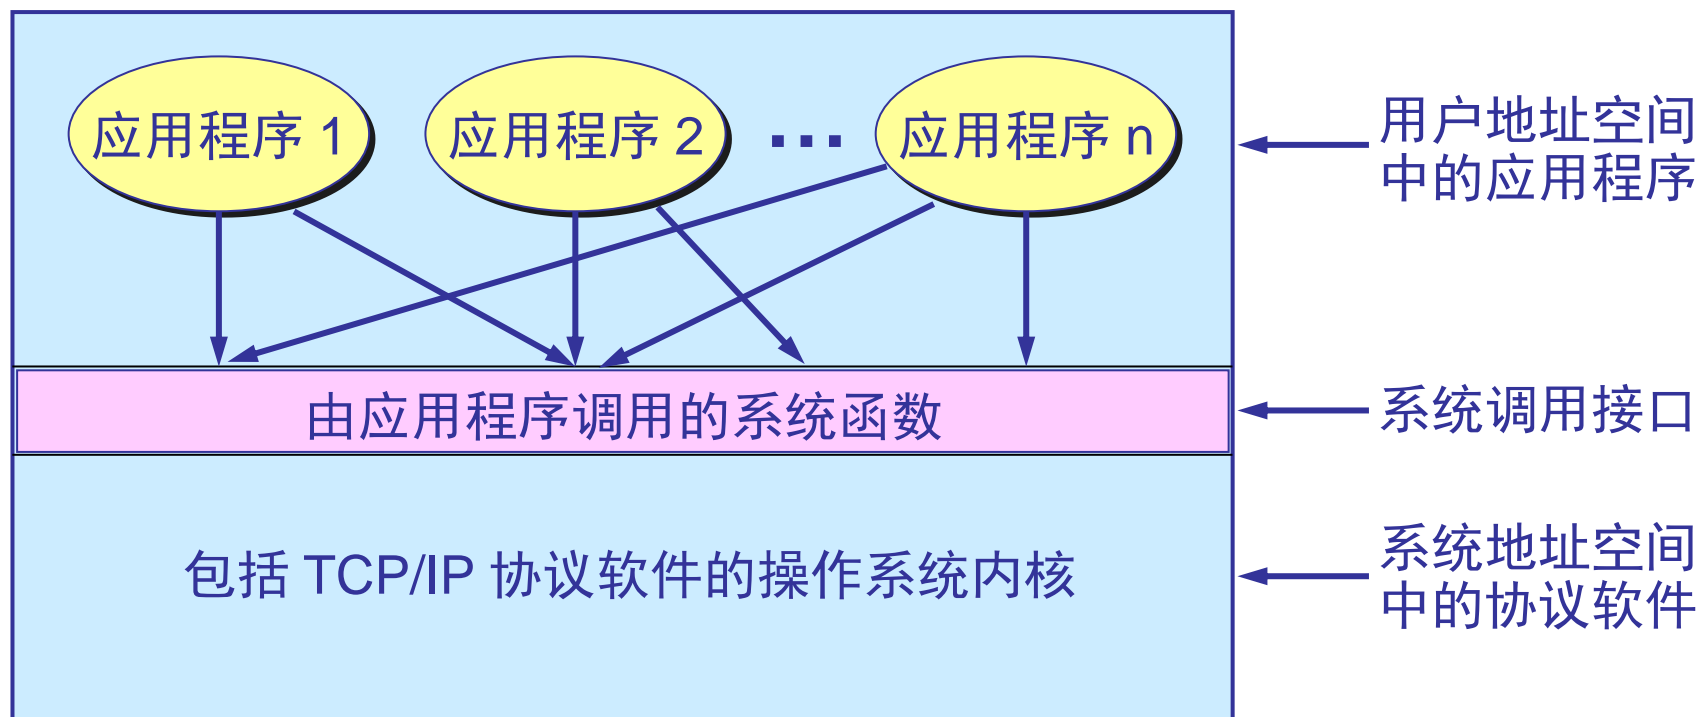 应用程序 1
应用程序 2
…
应用程序 n
用户地址空间
中的应用程序
由应用程序调用的系统函数
系统调用接口
包括 TCP/IP 协议软件的操作系统内核
系统地址空间
中的协议软件